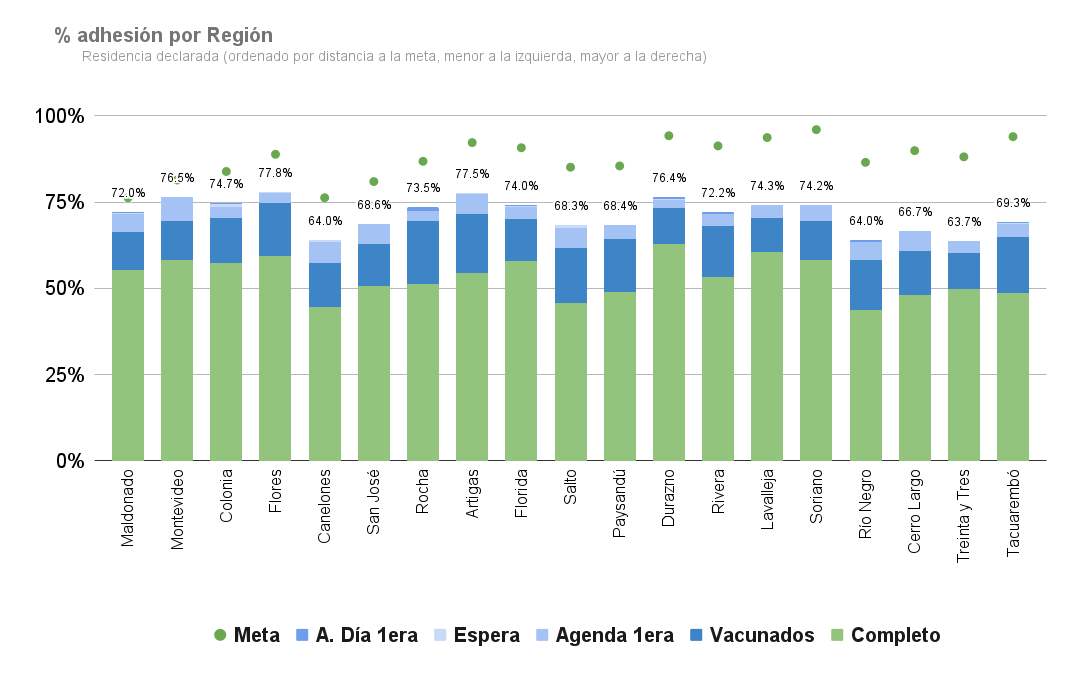 % adhesión por Región
Residencia declarada (ordenado por distancia a la meta, menor a la izquierda, mayor a la derecha)
100%
75%
50%
25%
0%
72.0%
76.5%
74.7%
77.8%
64.0%
68.6%
73.5%
77.5%
74.0%
68.3%
68.4%
76.4%
72.2%
74.3%
74.2%
64.0%
66.7%
63.7%
69.3%
Maldonado
Montevideo
Colonia
Flores
Canelones
San José
Rocha
Artigas
Florida
Salto
Paysandú
Durazno
Rivera
Lavalleja
Soriano
Río Negro
Cerro Largo
Treinta y Tres
Tacuarembó
Meta A. Día 1era Espera Agenda 1era Vacunados Completo